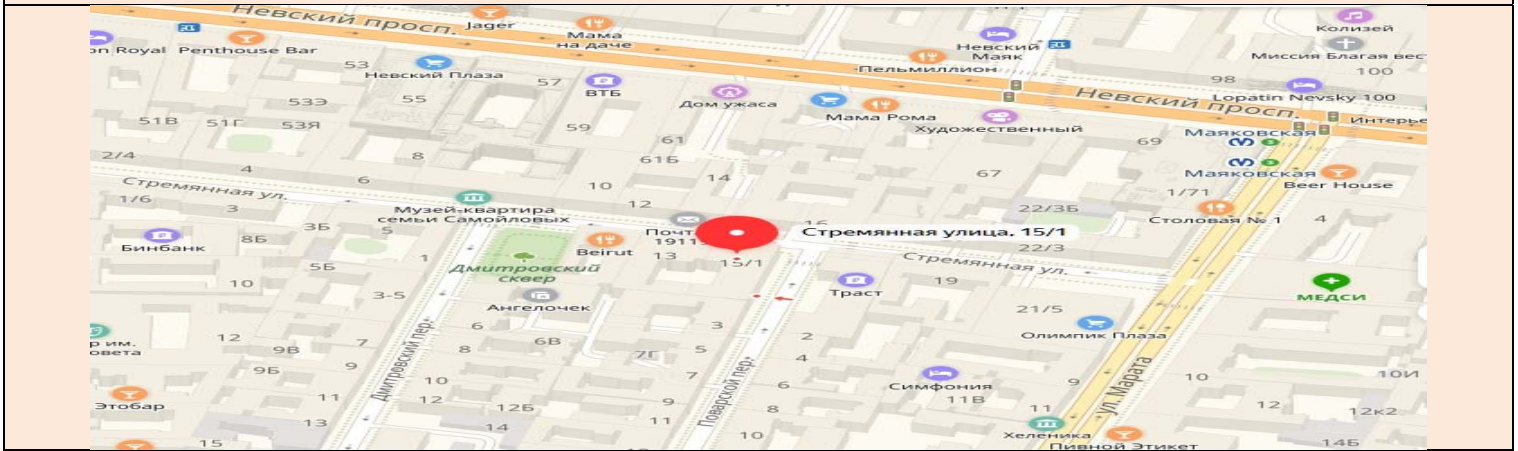 Невский просп.
Jager
Мама
на даче
Колизей
on Royal
Penthouse Bar
Невский
Маяк
Миссия Благая вес
53
Невский Плаза
57
ВТБ
Пельмиллион
98
100
Lopatin Nevsky 100
53Э
55
Дом ужаса
Мама Рома
Невский просп.
Интерье
51В
51Г
53Я
59
61
Художественный
69
Маяковская
2/4
4
8
61Б
67
Маяковская
Beer House
Стремянная ул.
6
10
14
1/71
1/6
3
Музей-квартира
семьи Самойловых
12
22/3Б
Столовая № 1
4
3Б
5
Бинбанк
8Б
Beirut
Почт
1911
13
Стремянная улица, 15/1
22/3
5Б
1
Дмитровский
сквер
15/1
Стремянная ул.
10
3-5
Ангелочек
Траст
19
МЕДСИ
21/5
Олимпик Плаза
р им.
овета
12
9В
7
6
8
6В
7Г
3
5
2
4
9Б
9
Дмитровский пер.
10
7
Поварской пер.
6
Симфония
11В
9
ул. Марата
10
10И
Этобар
11
12
12Б
9
8
11
12
12к2
13
14
11
10
Хеленика
Пивной Этикет
14Б
15